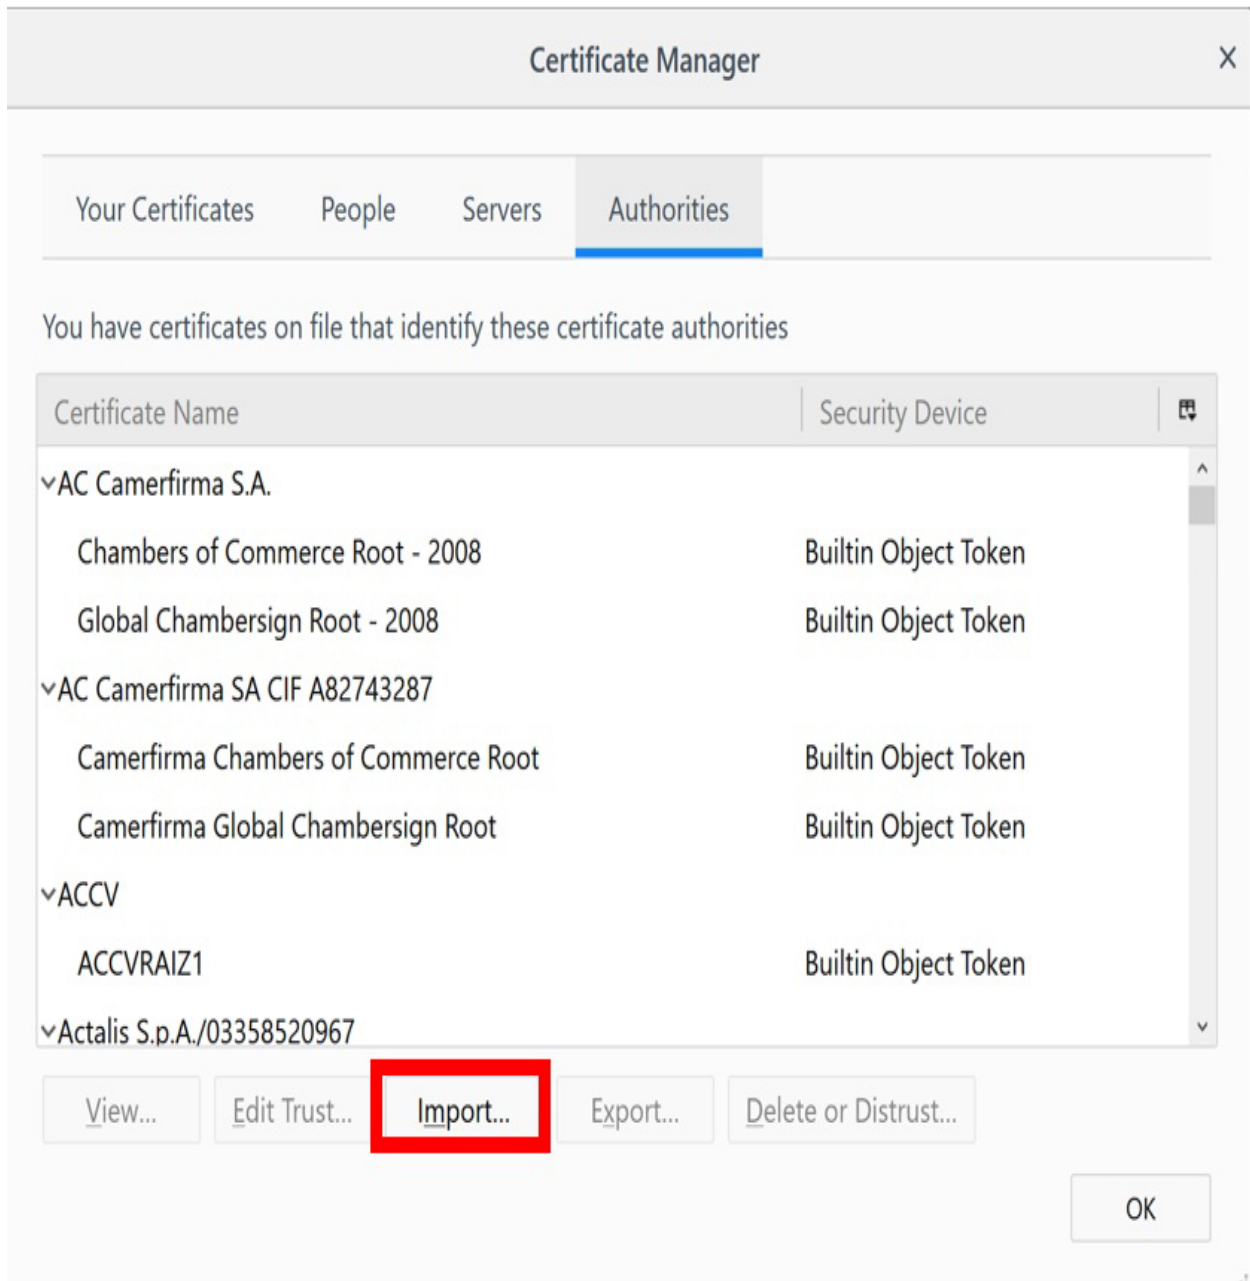 Certificate Manager
Your Certificates People Servers Authorities
You have certificates on file that identify these certificate authorities
Certificate Name Security Device
AC Camerfirma S.A.
Chambers of Commerce Root - 2008 Builtin Object Token
Global Chambersign Root - 2008 Builtin Object Token
AC Camerfirma SA CIF A82743287
Camerfirma Chambers of Commerce Root Builtin Object Token
Camerfirma Global Chambersign Root Builtin Object Token
ACCV
ACCVRAIZ1 Builtin Object Token
Actalis S.p.A./03358520967
View... Edit Trust... Import... Export... Delete or Distrust...
OK